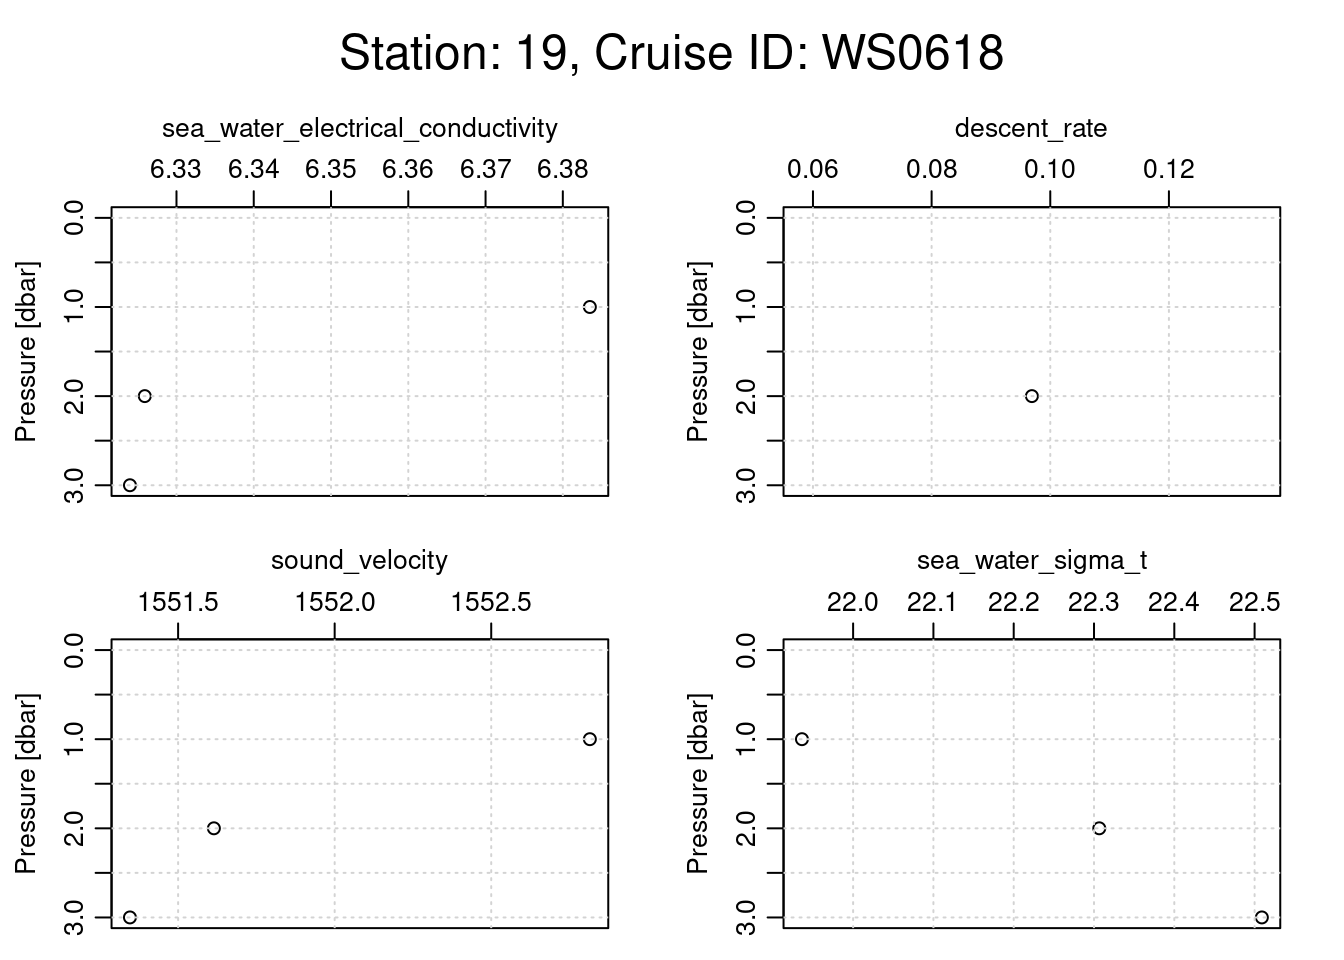 Station: 19, Cruise ID: WS0618
sea_water_electrical_conductivity
6.33 6.34 6.35 6.36 6.37 6.38
Pressure [dbar]
0.0
1.0
2.0
3.0
descent_rate
0.06 0.08 0.10 0.12
Pressure [dbar]
0.0
1.0
2.0
3.0
sound_velocity
1551.5 1552.0 1552.5
Pressure [dbar]
0.0
1.0
2.0
3.0
sea_water_sigma_t
22.0 22.1 22.2 22.3 22.4 22.5
Pressure [dbar]
0.0
1.0
2.0
3.0